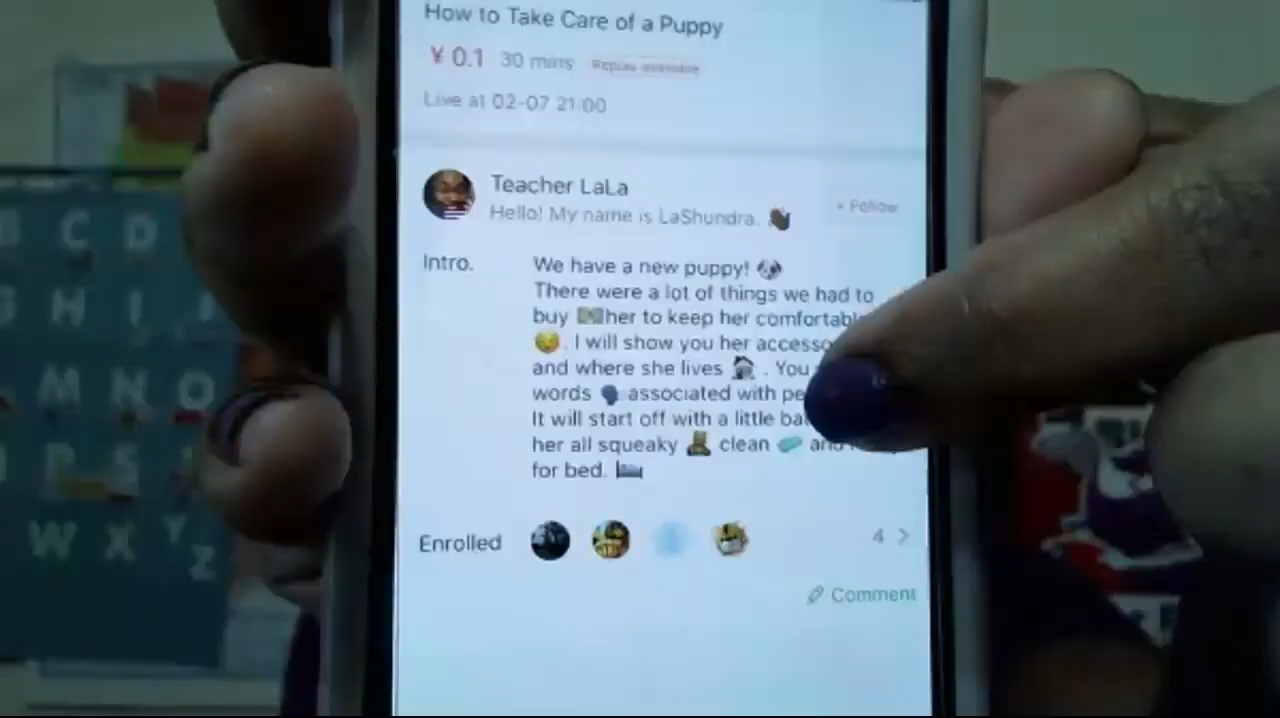 How to Take Care of a Puppy
¥ 0.1 30 mins Replay available
Live at 02-07 21:00
Teacher LaLa
Hello! My name is LaShundra.
+ Follow
Intro.
We have a new puppy!
There were a lot of things we had to
buy her to keep her comfortabl
. I will show you her accesso
and where she lives . You
words associated with pe
It will start off with a little ba
her all squeaky clean and
for bed.
Enrolled
4 >
Comment
B C D
G H I
M N O
R S
W X Y Z